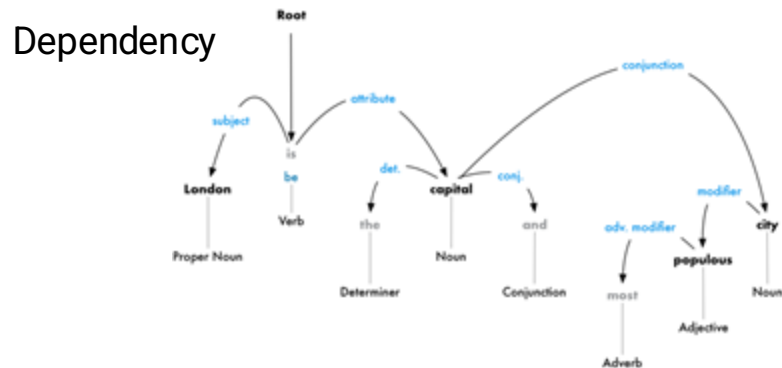 Root
Dependency
conjunction
attribute
subject
is
be
det.
conj.
London
capital
modifier
Verb
the
and
adv. modifier
city
Proper Noun
Noun
populous
Determiner
Conjunction
most
Noun
Adjective
Adverb